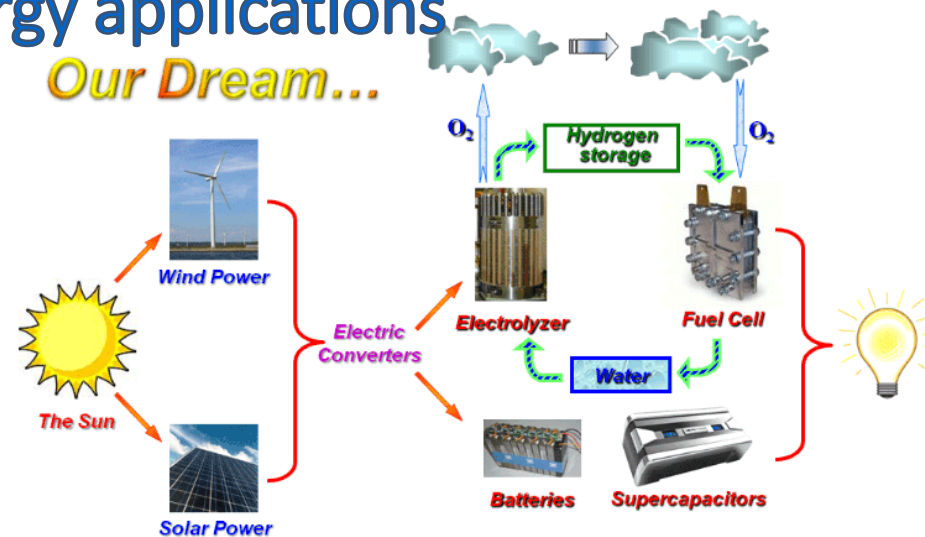 rgy applications
Our Dream...
O₂
O₂
Hydrogen
storage
Wind Power
Electric
Converters
Electrolyzer
Fuel Cell
Water
The Sun
Batteries
Supercapacitors
Solar Power